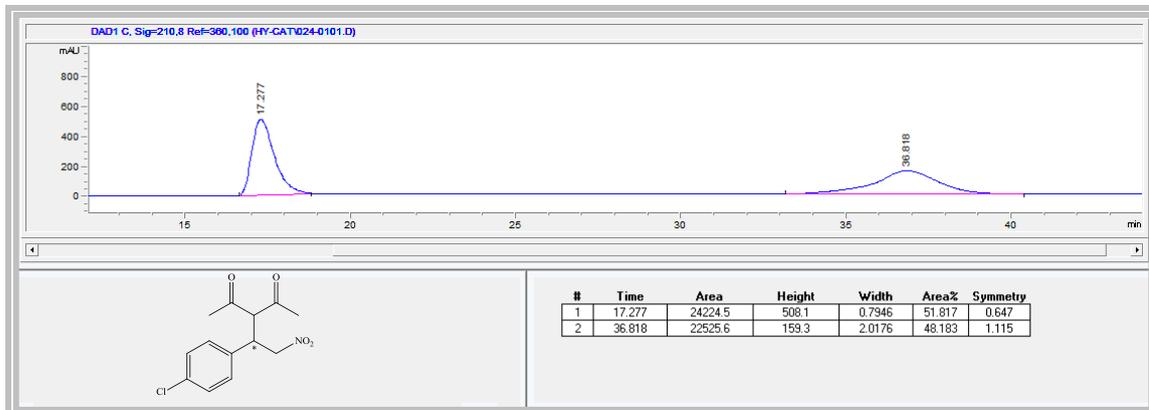 DAD1 C, Sig=210,8 Ref=360,100 (HY-CAT\024-0101.D)
mAU
800
600
400
200
0
17.277
36.818
15 20 25 30 35 40 min
O O
NO2
*
Cl
# Time Area Height Width Area% Symmetry
1 17.277 24224.5 508.1 0.7946 51.817 0.647
2 36.818 22525.6 159.3 2.0176 48.183 1.115